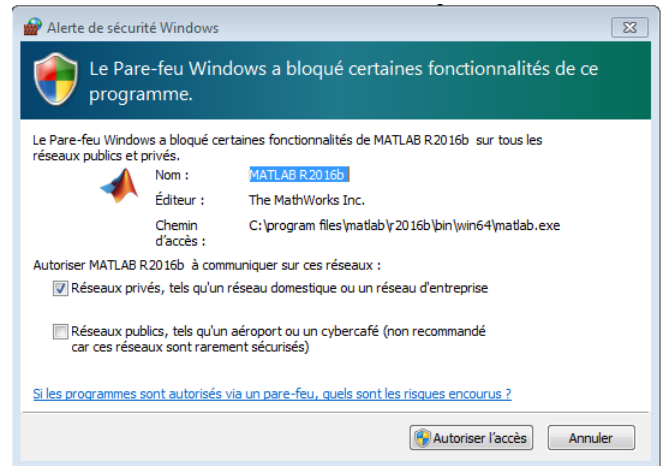 Alerte de sécurité Windows
Le Pare-feu Windows a bloqué certaines fonctionnalités de ce
programme.
Le Pare-feu Windows a bloqué certaines fonctionnalités de MATLAB R2016b sur tous les
réseaux publics et privés.
Nom : MATLAB R2016b
Éditeur : The MathWorks Inc.
Chemin C:\program files\matlab\r2016b\bin\win64\matlab.exe
d'accès :
Autoriser MATLAB R2016b à communiquer sur ces réseaux :
Réseaux privés, tels qu'un réseau domestique ou un réseau d'entreprise
Réseaux publics, tels qu'un aéroport ou un cybercafé (non recommandé
car ces réseaux sont rarement sécurisés)
Si les programmes sont autorisés via un pare-feu, quels sont les risques encourus ?
Autoriser l'accès Annuler